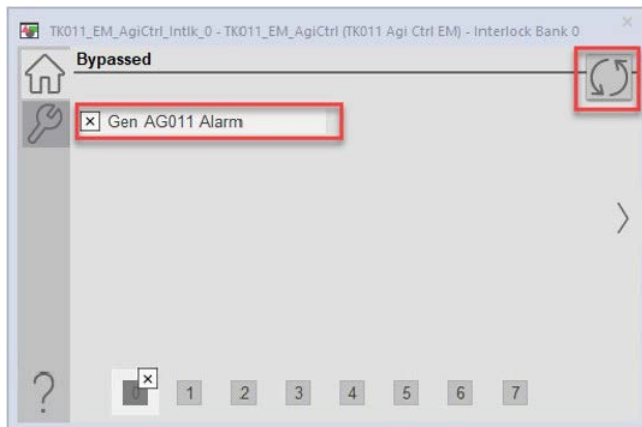 TK011_EM_AgiCtrl_Intlk_0 - TK011_EM_AgiCtrl (TK011 Agi Ctrl EM) - Interlock Bank 0
Bypassed
Gen AG011 Alarm
0 1 2 3 4 5 6 7